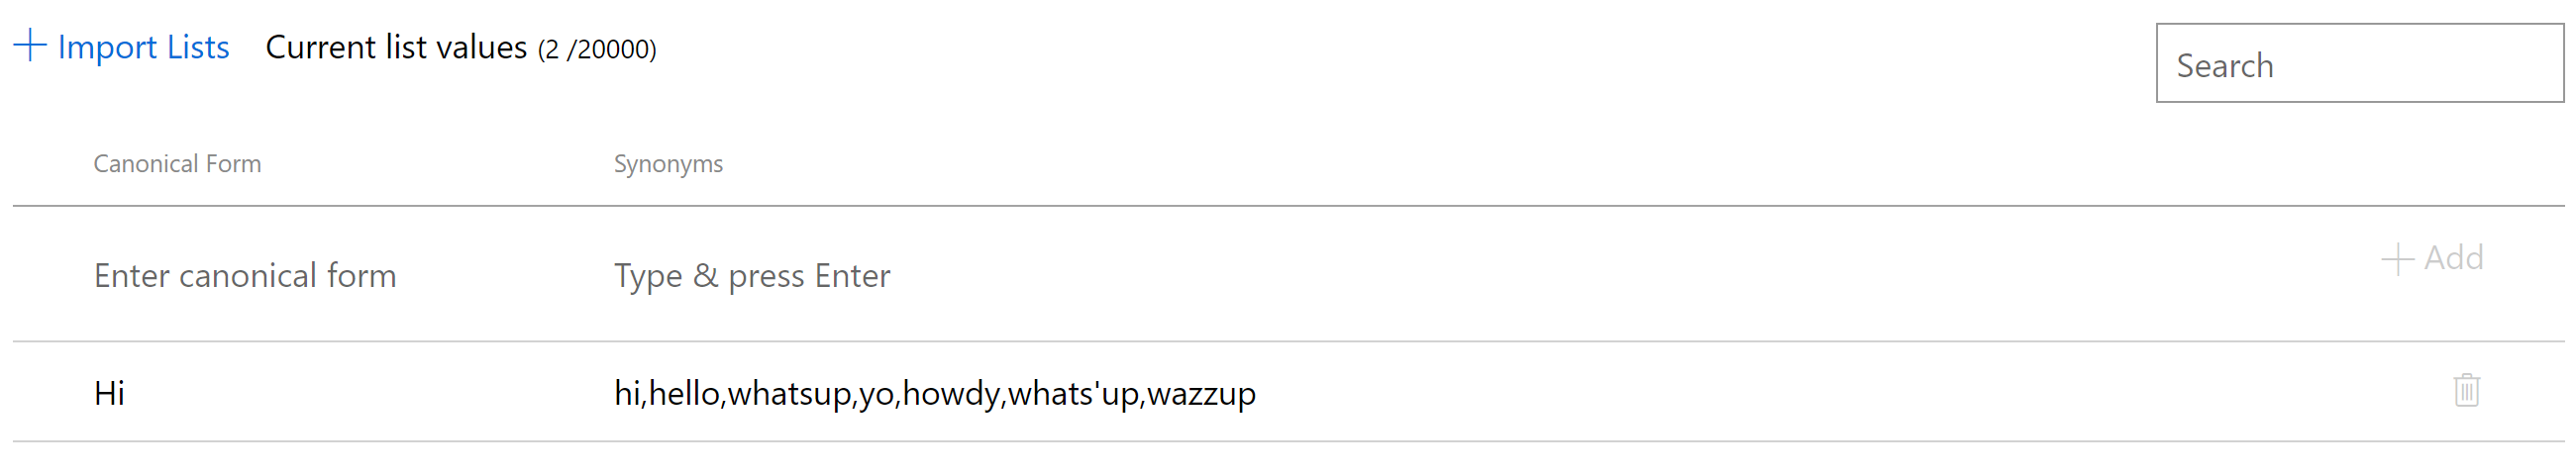 Import Lists Current list values (2 /20000)
Search
Canonical Form Synonyms
Enter canonical form Type & press Enter Add
Hi hi,hello,whatsup,yo,howdy,whats'up,wazzup